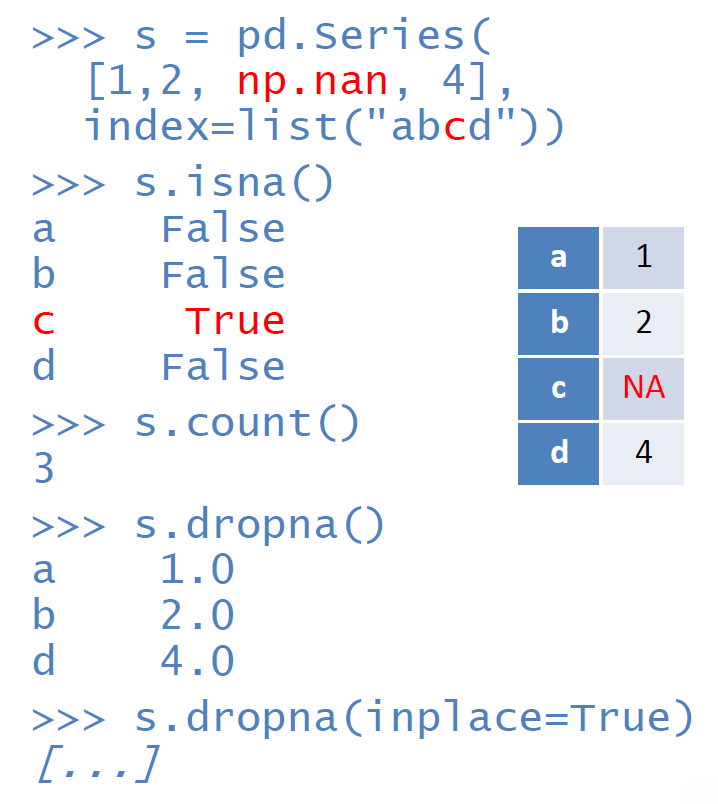 >>> s = pd.Series(
[1,2, np.nan, 4],
index=list("abcd"))
>>> s.isna()
a False
b False
c True
d False
>>> s.count()
3
>>> s.dropna()
a 1.0
b 2.0
d 4.0
>>> s.dropna(inplace=True)
[...]
a 1
b 2
c NA
d 4